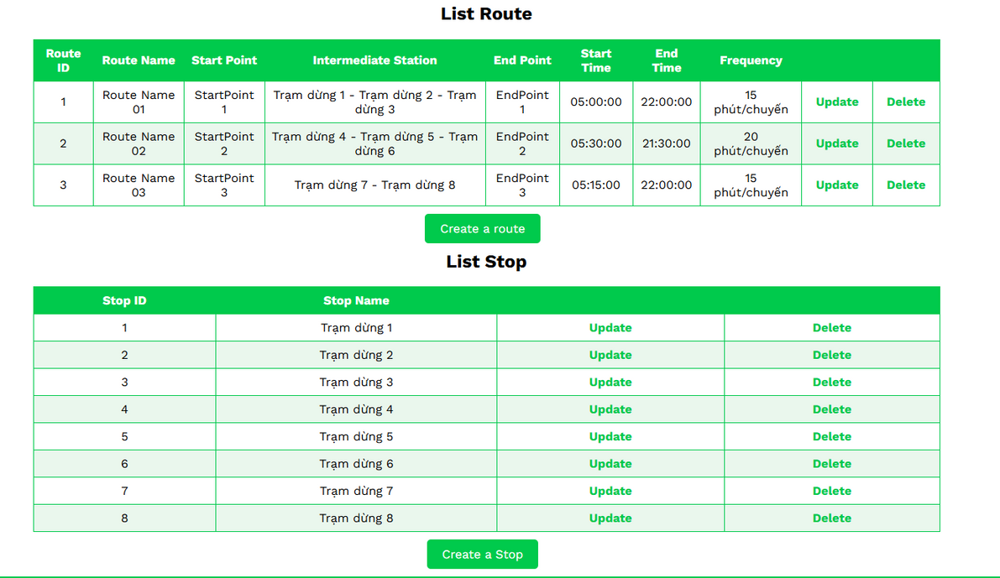 List Route
Route ID Route Name Start Point Intermediate Station End Point Start Time End Time Frequency
1 Route Name 01 StartPoint 1 Trạm dừng 1 - Trạm dừng 2 - Trạm dừng 3 EndPoint 1 05:00:00 22:00:00 15 phút/chuyến Update Delete
2 Route Name 02 StartPoint 2 Trạm dừng 4 - Trạm dừng 5 - Trạm dừng 6 EndPoint 2 05:30:00 21:30:00 20 phút/chuyến Update Delete
3 Route Name 03 StartPoint 3 Trạm dừng 7 - Trạm dừng 8 EndPoint 3 05:15:00 22:00:00 15 phút/chuyến Update Delete
Create a route
List Stop
Stop ID Stop Name
1 Trạm dừng 1 Update Delete
2 Trạm dừng 2 Update Delete
3 Trạm dừng 3 Update Delete
4 Trạm dừng 4 Update Delete
5 Trạm dừng 5 Update Delete
6 Trạm dừng 6 Update Delete
7 Trạm dừng 7 Update Delete
8 Trạm dừng 8 Update Delete
Create a Stop